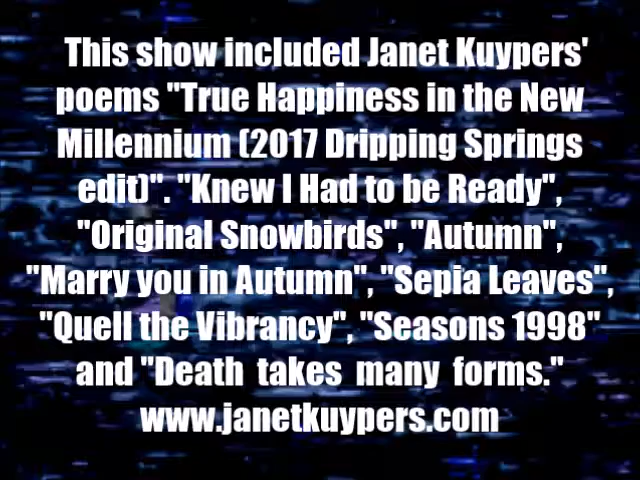 This show included Janet Kuypers'
poems "True Happiness in the New
Millennium (2017 Dripping Springs
edit)". "Knew I Had to be Ready",
"Original Snowbirds", "Autumn",
"Marry you in Autumn", "Sepia Leaves",
"Quell the Vibrancy", "Seasons 1998"
and "Death takes many forms."
www.janetkuypers.com